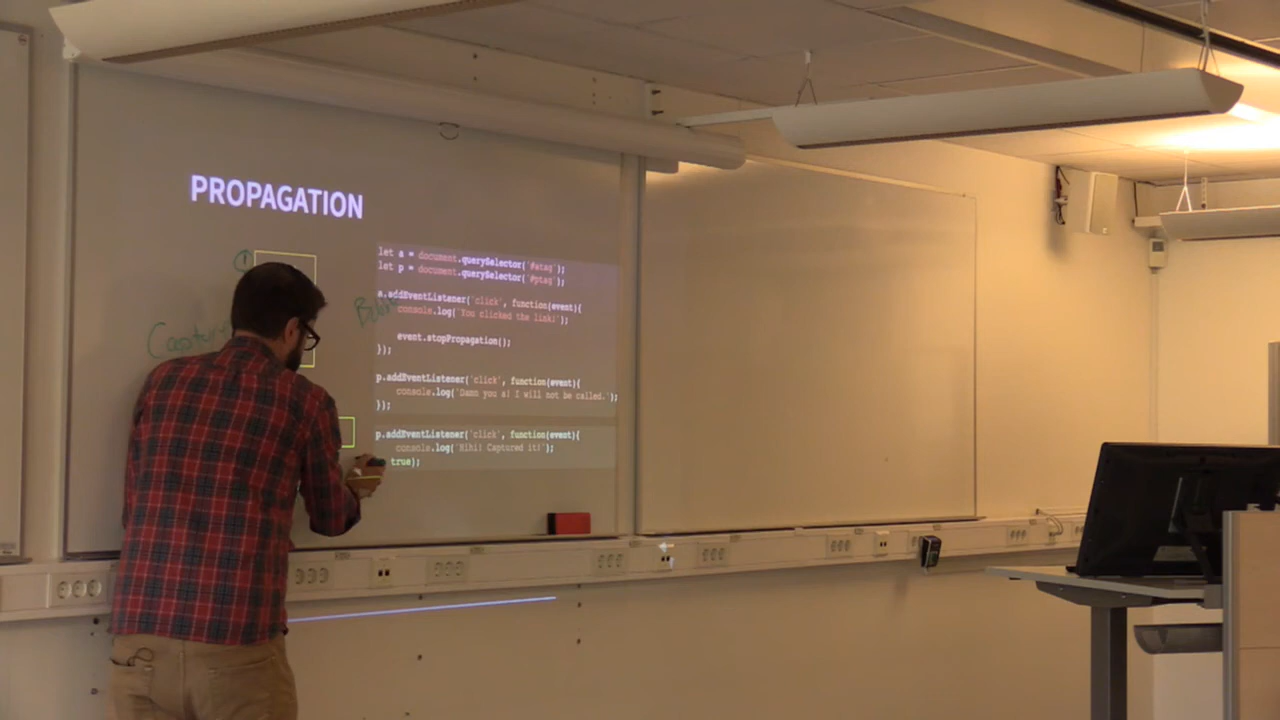 PROPAGATION
let a = document.querySelector('#atag');
let p = document.querySelector('#ptag');
a.addEventListener('click', function(event){
console.log('You clicked the link!');
event.stopPropagation();
});
p.addEventListener('click', function(event){
console.log('Damn you a! I will not be called.');
});
p.addEventListener('click', function(event){
console.log('Hihi! Captured it!');
true);
1